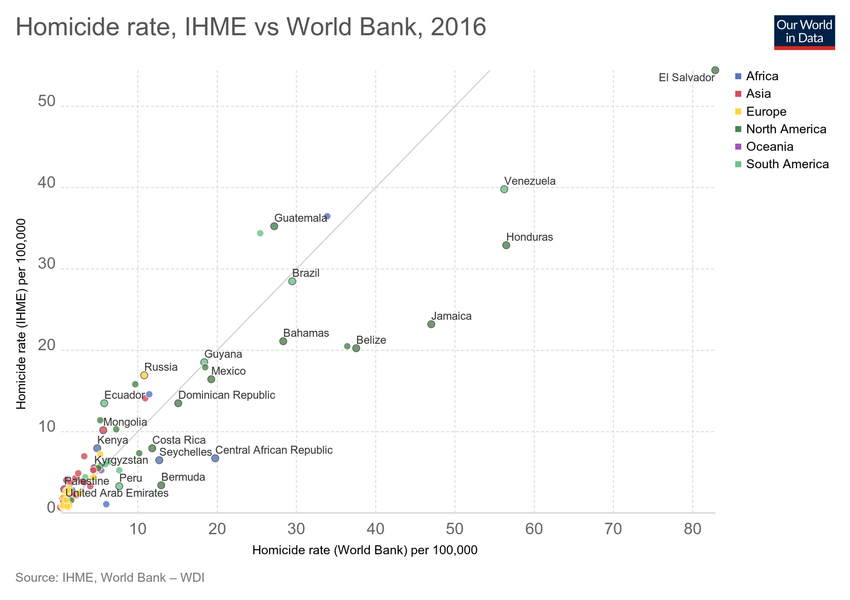 Homicide rate, IHME vs World Bank, 2016
Our World
in Data
Africa
Asia
Europe
North America
Oceania
South America
Homicide rate (IHME) per 100,000
50
40
30
20
10
0
El Salvador
Venezuela
Guatemala
Honduras
Brazil
Jamaica
Bahamas
Belize
Guyana
Russia
Mexico
Ecuador
Dominican Republic
Mongolia
Kenya
Costa Rica
Seychelles
Central African Republic
Kyrgyzstan
Palestine
Peru
Bermuda
United Arab Emirates
10
20
30
40
50
60
70
80
Homicide rate (World Bank) per 100,000
Source: IHME, World Bank – WDI